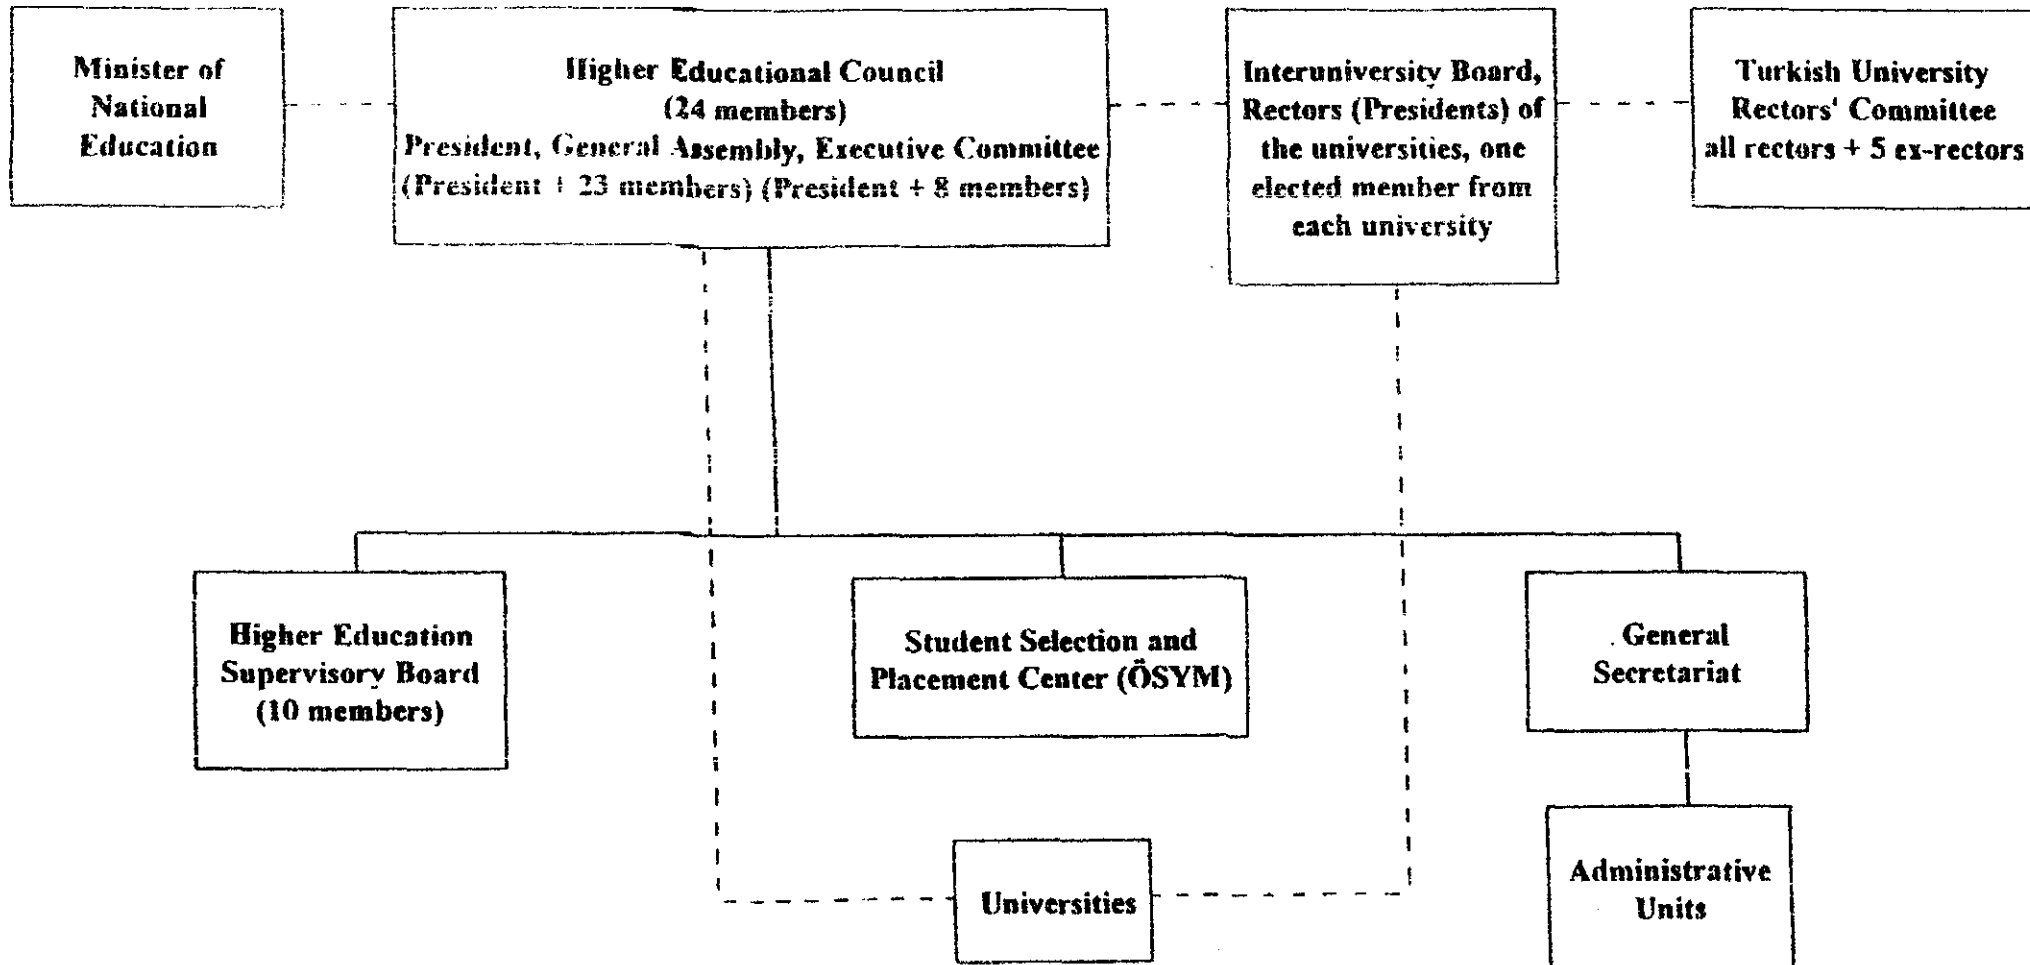 Minister of
National
Education
Higher Educational Council
(24 members)
President, General Assembly, Executive Committee
(President + 23 members) (President + 8 members)
Interuniversity Board,
Rectors (Presidents) of
the universities, one
elected member from
each university
Turkish University
Rectors' Committee
all rectors + 5 ex-rectors
Higher Education
Supervisory Board
(10 members)
Student Selection and
Placement Center (ÖSYM)
General
Secretariat
Universities
Administrative
Units